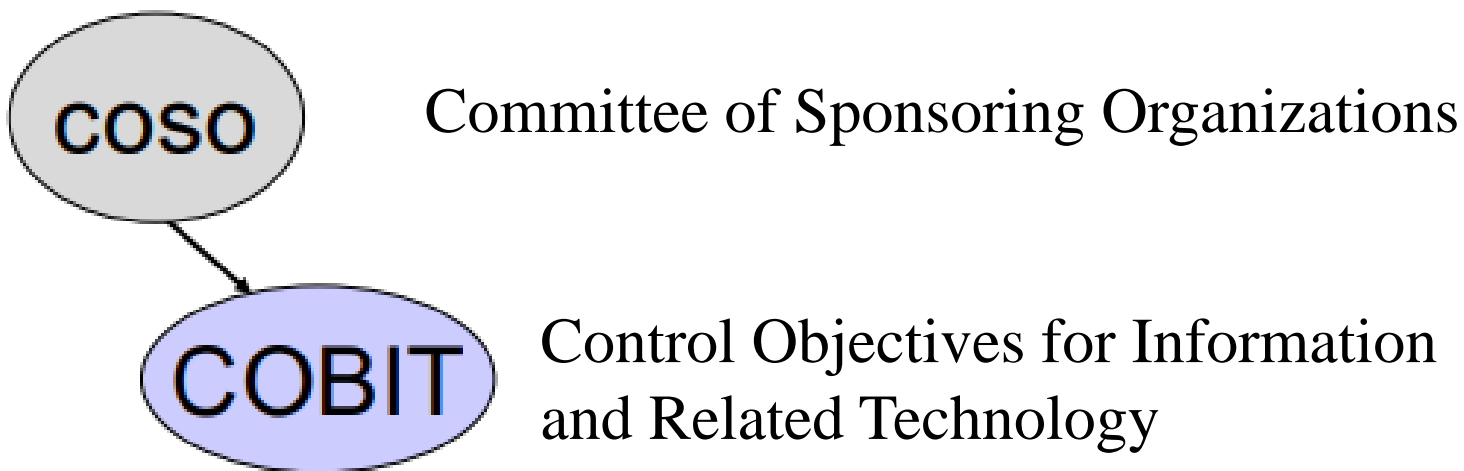 COSO
Committee of Sponsoring Organizations
COBIT
Control Objectives for Information
and Related Technology